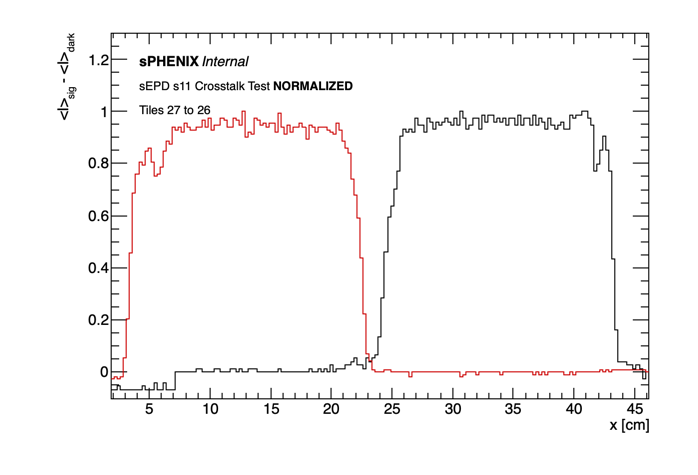 <I>sig - <I>dark
sPHENIX Internal
sEPD s11 Crosstalk Test NORMALIZED
Tiles 27 to 26
1.2
1
0.8
0.6
0.4
0.2
0
5 10 15 20 25 30 35 40 45
x [cm]